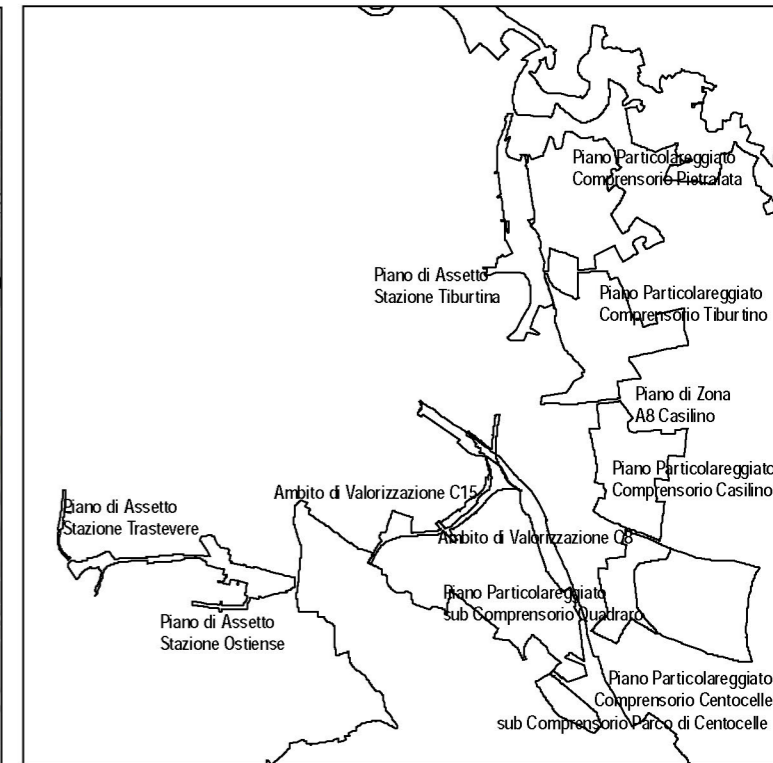 Piano Particolareggiato
Comprensorio Pietralata
Piano di Assetto
Stazione Tiburtina
Piano Particolareggiato
Comprensorio Tiburtino
Piano di Zona
A8 Casilino
Piano Particolareggiato
Comprensorio Casilino
Ambito di Valorizzazione C15
Piano di Assetto
Stazione Trastevere
Ambito di Valorizzazione C8
Piano Particolareggiato
sub Comprensorio Quadraro
Piano di Assetto
Stazione Ostiense
Piano Particolareggiato
Comprensorio Centocelle
sub Comprensorio Parco di Centocelle